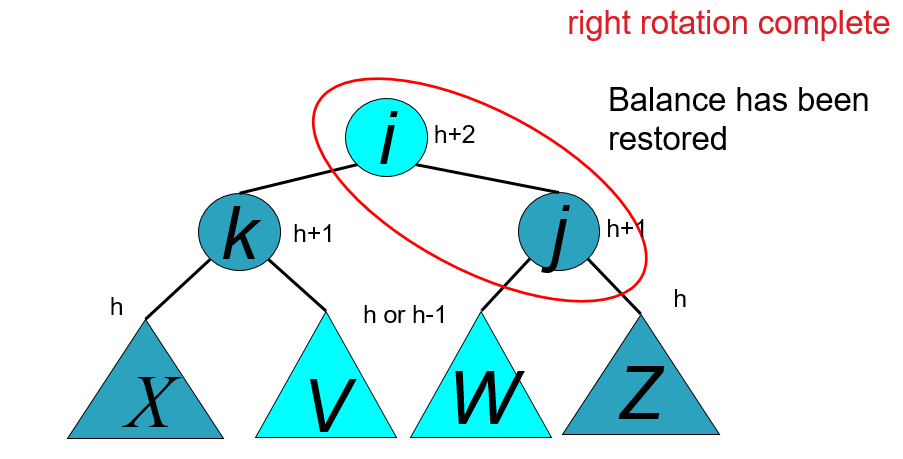 right rotation complete
Balance has been
restored
i
h+2
k
h+1
j
h+1
h
h or h-1
h
X
V
W
Z